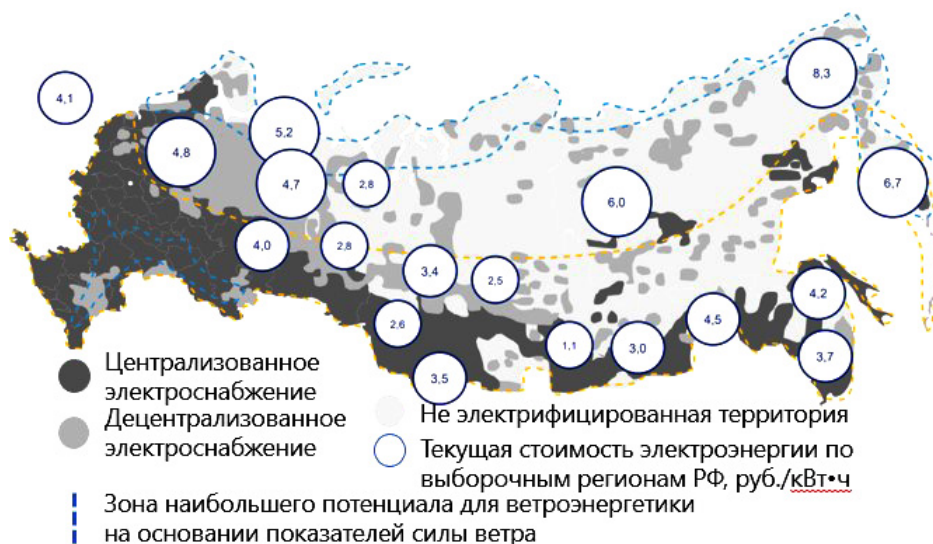 8,3
4,1
5,2
4,8
4,7
2,8
6,7
6,0
4,0
2,8
3,4
2,5
4,2
2,6
4,5
1,1
3,0
3,7
3,5
Централизованное
электроснабжение
Децентрализованное
электроснабжение
Не электрифицированная территория
Текущая стоимость электроэнергии по
выборочным регионам РФ, руб./кВт•ч
Зона наибольшего потенциала для ветроэнергетики
на основании показателей силы ветра